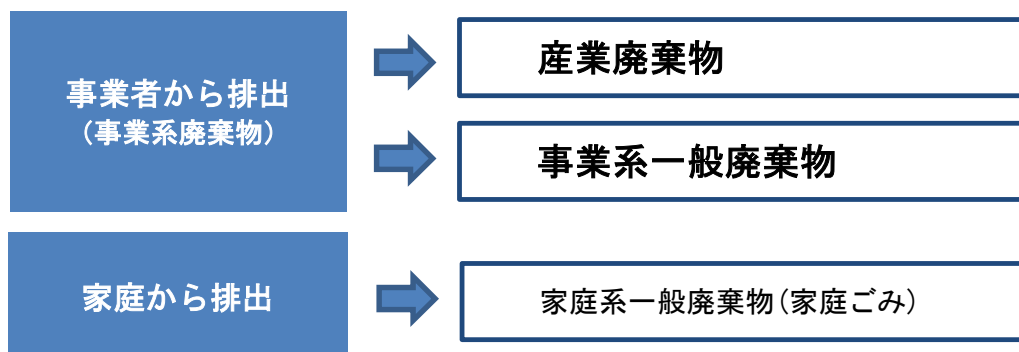 事業者から排出
(事業系廃棄物)
産業廃棄物
事業系一般廃棄物
家庭から排出
家庭系一般廃棄物(家庭ごみ)